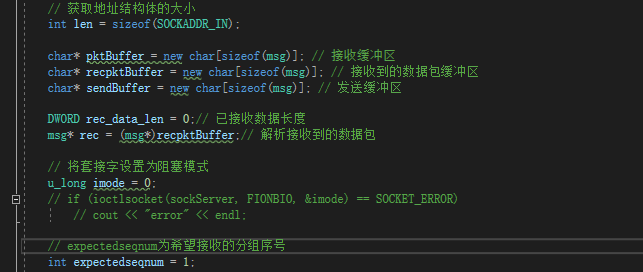 // 获取地址结构体的大小
int len = sizeof(SOCKADDR_IN);
char* pktBuffer = new char[sizeof(msg)]; // 接收缓冲区
char* recpktBuffer = new char[sizeof(msg)]; // 接收到的数据包缓冲区
char* sendBuffer = new char[sizeof(msg)]; // 发送缓冲区
DWORD rec_data_len = 0;// 已接收数据长度
msg* rec = (msg*)recpktBuffer;// 解析接收到的数据包
// 将套接字设置为阻塞模式
u_long imode = 0;
// if (ioctlsocket(sockServer, FIONBIO, &imode) == SOCKET_ERROR)
// cout << "error" << endl;
// expectedseqnum为希望接收的分组序号
int expectedseqnum = 1;